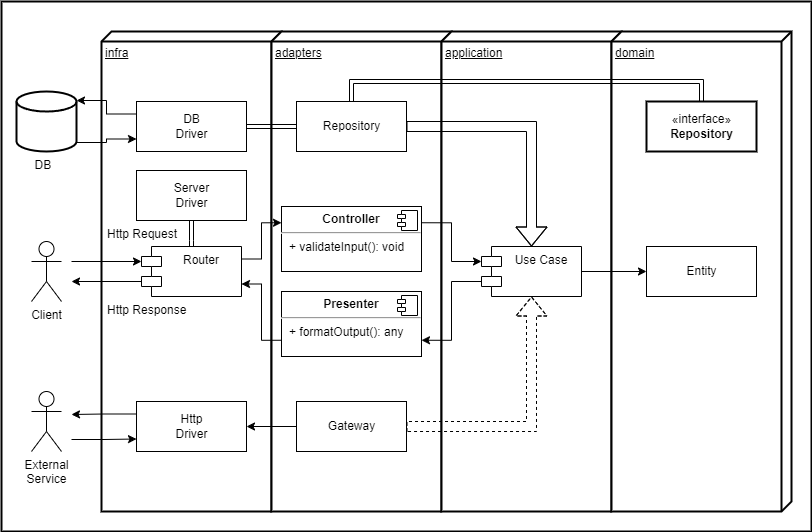 infra
adapters
application
domain
DB
Driver
Repository
«interface»
Repository
DB
Server
Driver
Http Request
Controller
+ validateInput(): void
Router
Use Case
Entity
Client
Http Response
Presenter
+ formatOutput(): any
Http
Driver
Gateway
External
Service